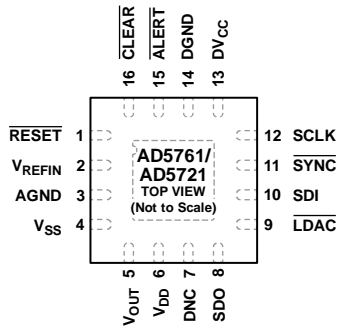 16 CLEAR
15 ALERT
14 DGND
13 DVCC
RESET 1
VREFIN 2
AGND 3
VSS 4
AD5761/
AD5721
TOP VIEW
(Not to Scale)
12 SCLK
11 SYNC
10 SDI
9 LDAC
VOUT 5
VDD 6
DNC 7
SDO 8